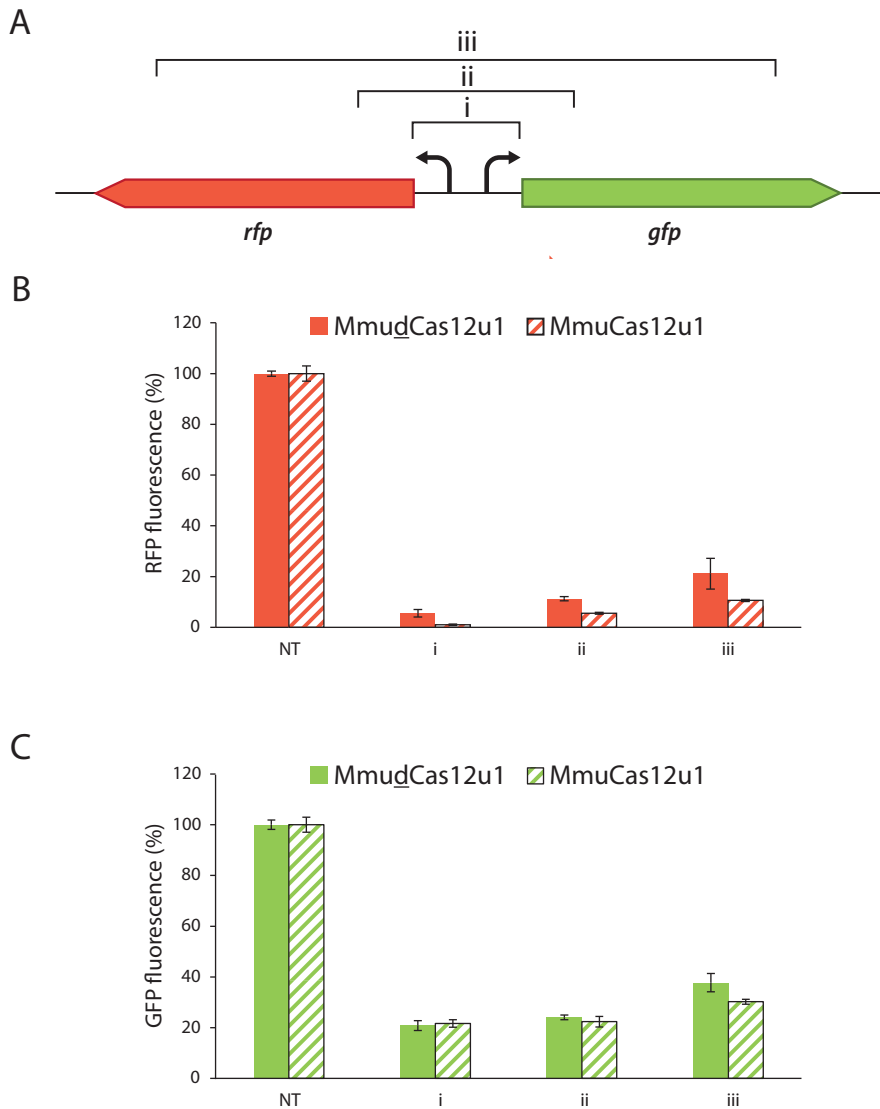 A
iii
ii
i
rfp
gfp
B
MmudCas12u1 MmuCas12u1
RFP fluorescence (%)
120
100
80
60
40
20
0
NT i ii iii
C
MmudCas12u1 MmuCas12u1
GFP fluorescence (%)
120
100
80
60
40
20
0
NT i ii iii